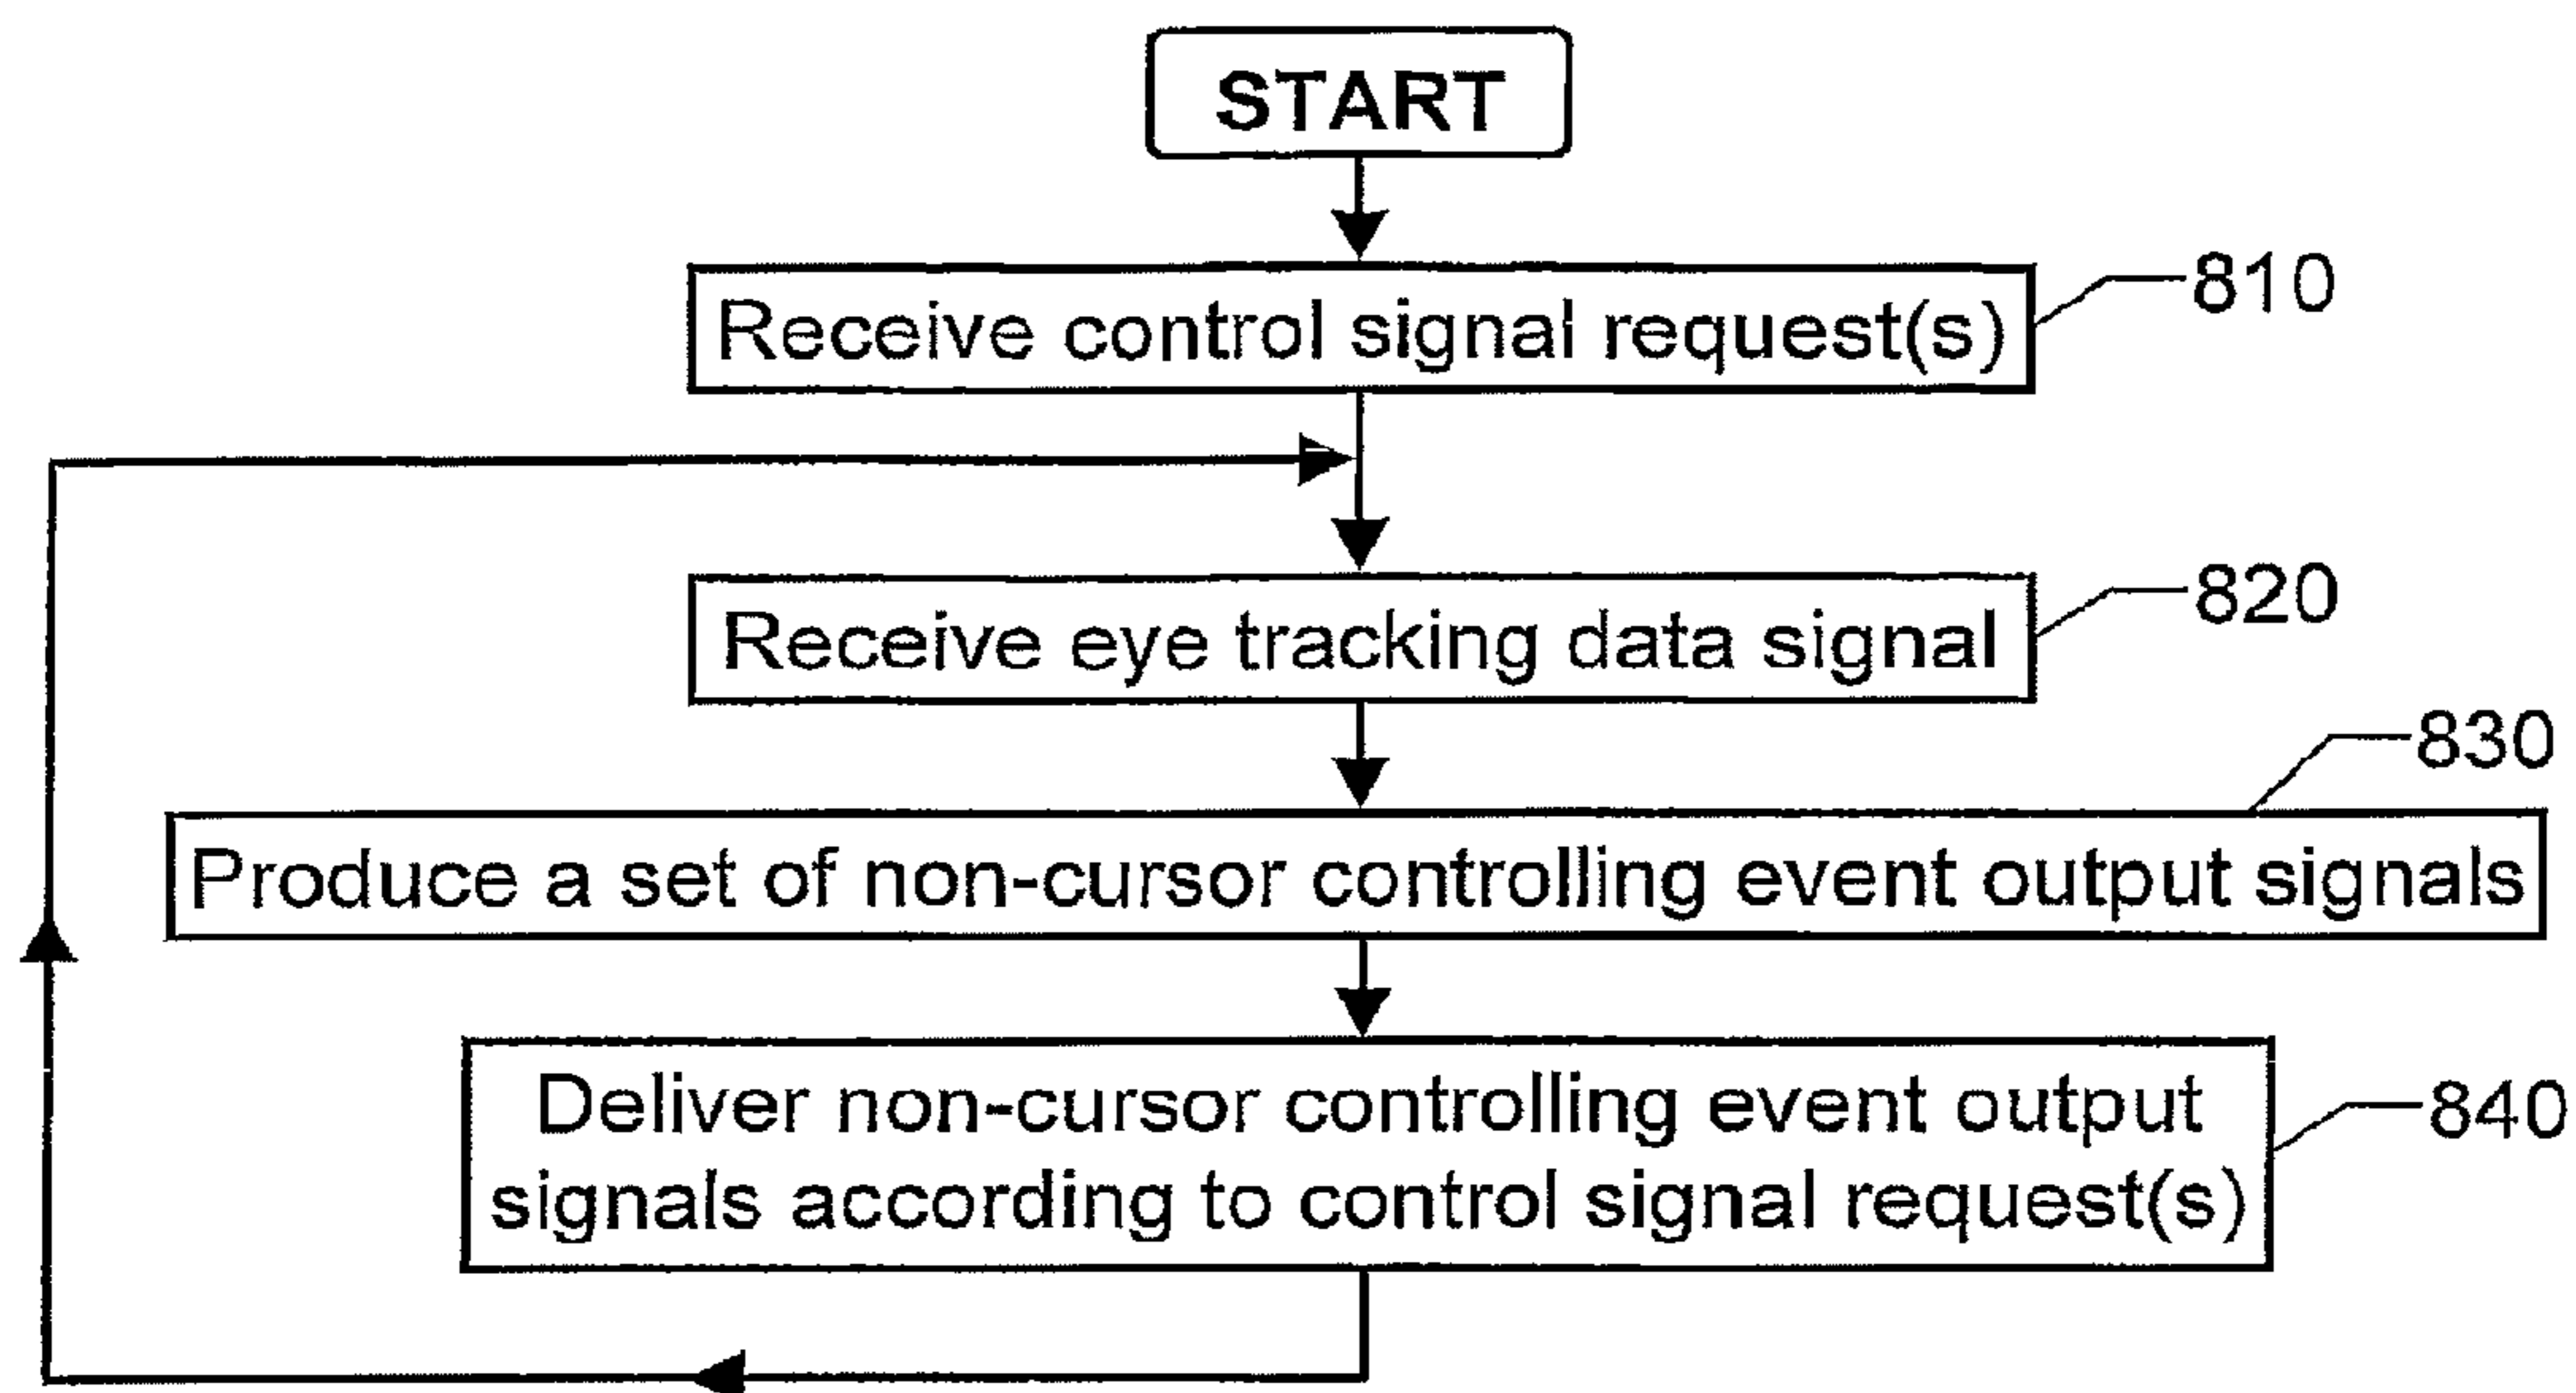 START
Receive control signal request(s)
810
Receive eye tracking data signal
820
830
Produce a set of non-cursor controlling event output signals
Deliver non-cursor controlling event output
signals according to control signal request(s)
840